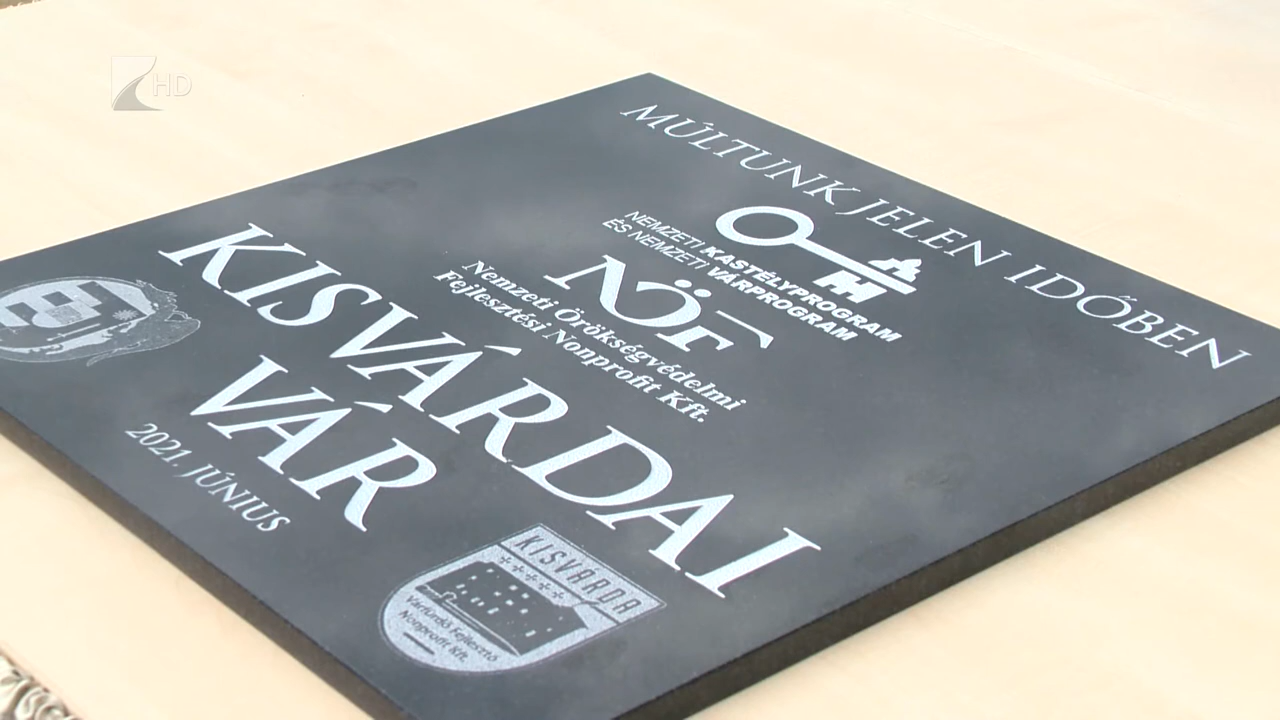 HD
MÚLTUNK JELEN IDŐBEN
NEMZETI KASTÉLYPROGRAM
ÉS NEMZETI VÁRPROGRAM
NÖF
Nemzeti Örökségvédelmi
Fejlesztési Nonprofit Kft.
KISVÁRDAI
VÁR
2021. JÚNIUS
KISVÁRDA
Várfürdő Fejlesztő
Nonprofit Kft.